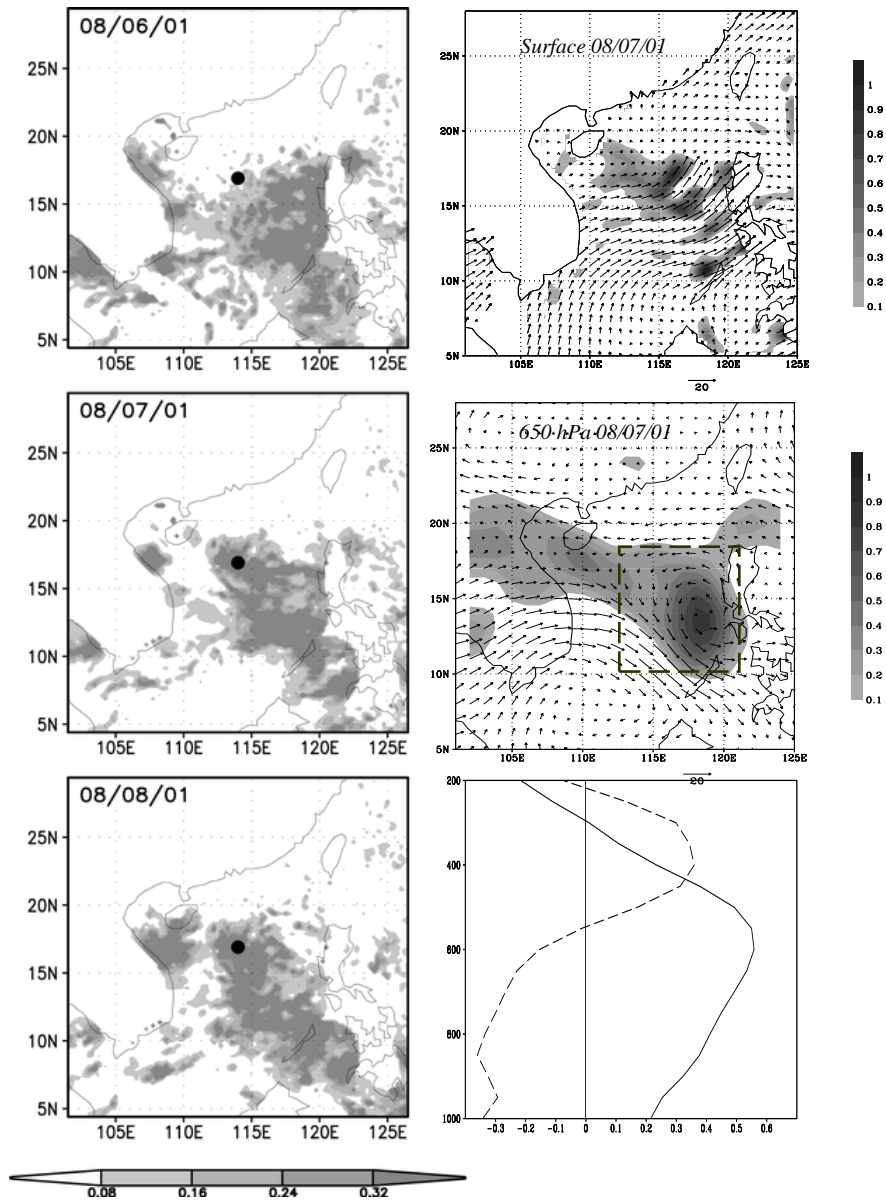 08/06/01
25N
20N
15N
10N
5N
105E 110E 115E 120E 125E
Surface 08/07/01
25N
20N
15N
10N
5N
105E 110E 115E 120E 125E
20
1
0.9
0.8
0.7
0.6
0.5
0.4
0.3
0.2
0.1
08/07/01
25N
20N
15N
10N
5N
105E 110E 115E 120E 125E
650·hPa·08/07/01
25N
20N
15N
10N
5N
105E 110E 115E 120E 125E
20
1
0.9
0.8
0.7
0.6
0.5
0.4
0.3
0.2
0.1
08/08/01
25N
20N
15N
10N
5N
105E 110E 115E 120E 125E
200
400
600
800
1000
-0.3 -0.2 -0.1 0 0.1 0.2 0.3 0.4 0.5 0.6
0.08 0.16 0.24 0.32